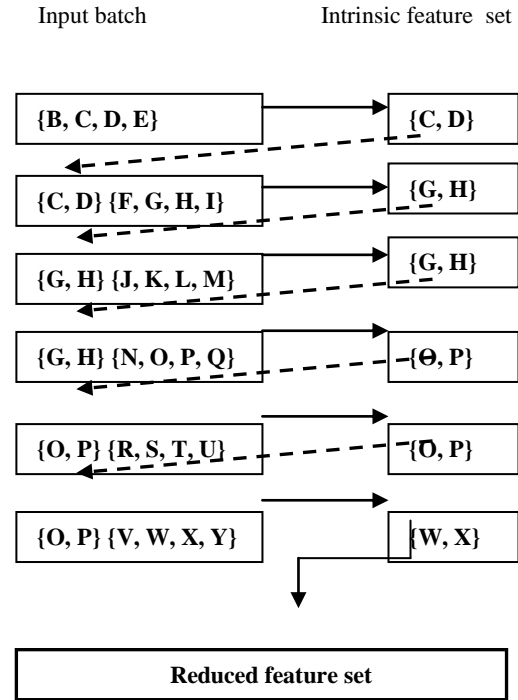 Input batch Intrinsic feature set
{B, C, D, E} {C, D}
{C, D} {F, G, H, I} {G, H}
{G, H} {J, K, L, M} {G, H}
{G, H} {N, O, P, Q} {O, P}
{O, P} {R, S, T, U} {O, P}
{O, P} {V, W, X, Y} {W, X}
Reduced feature set